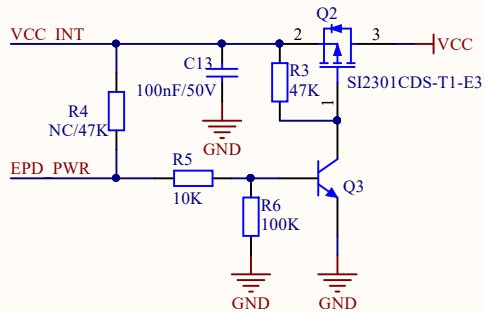 Q2
VCC_INT
2
3
VCC
C13
100nF/50V
R3
47K
SI2301CDS-T1-E3
1
R4
NC/47K
GND
EPD_PWR
R5
10K
Q3
R6
100K
GND
GND